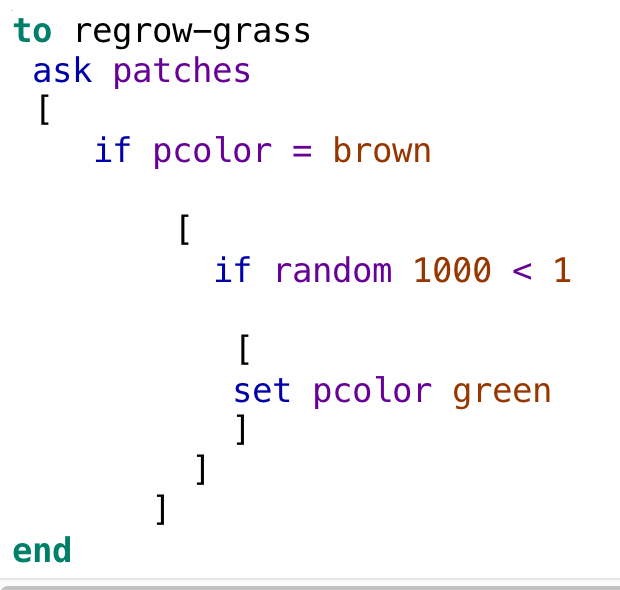 to regrow-grass
ask patches
[
if pcolor = brown
[
if random 1000 < 1
[
set pcolor green
]
]
]
end